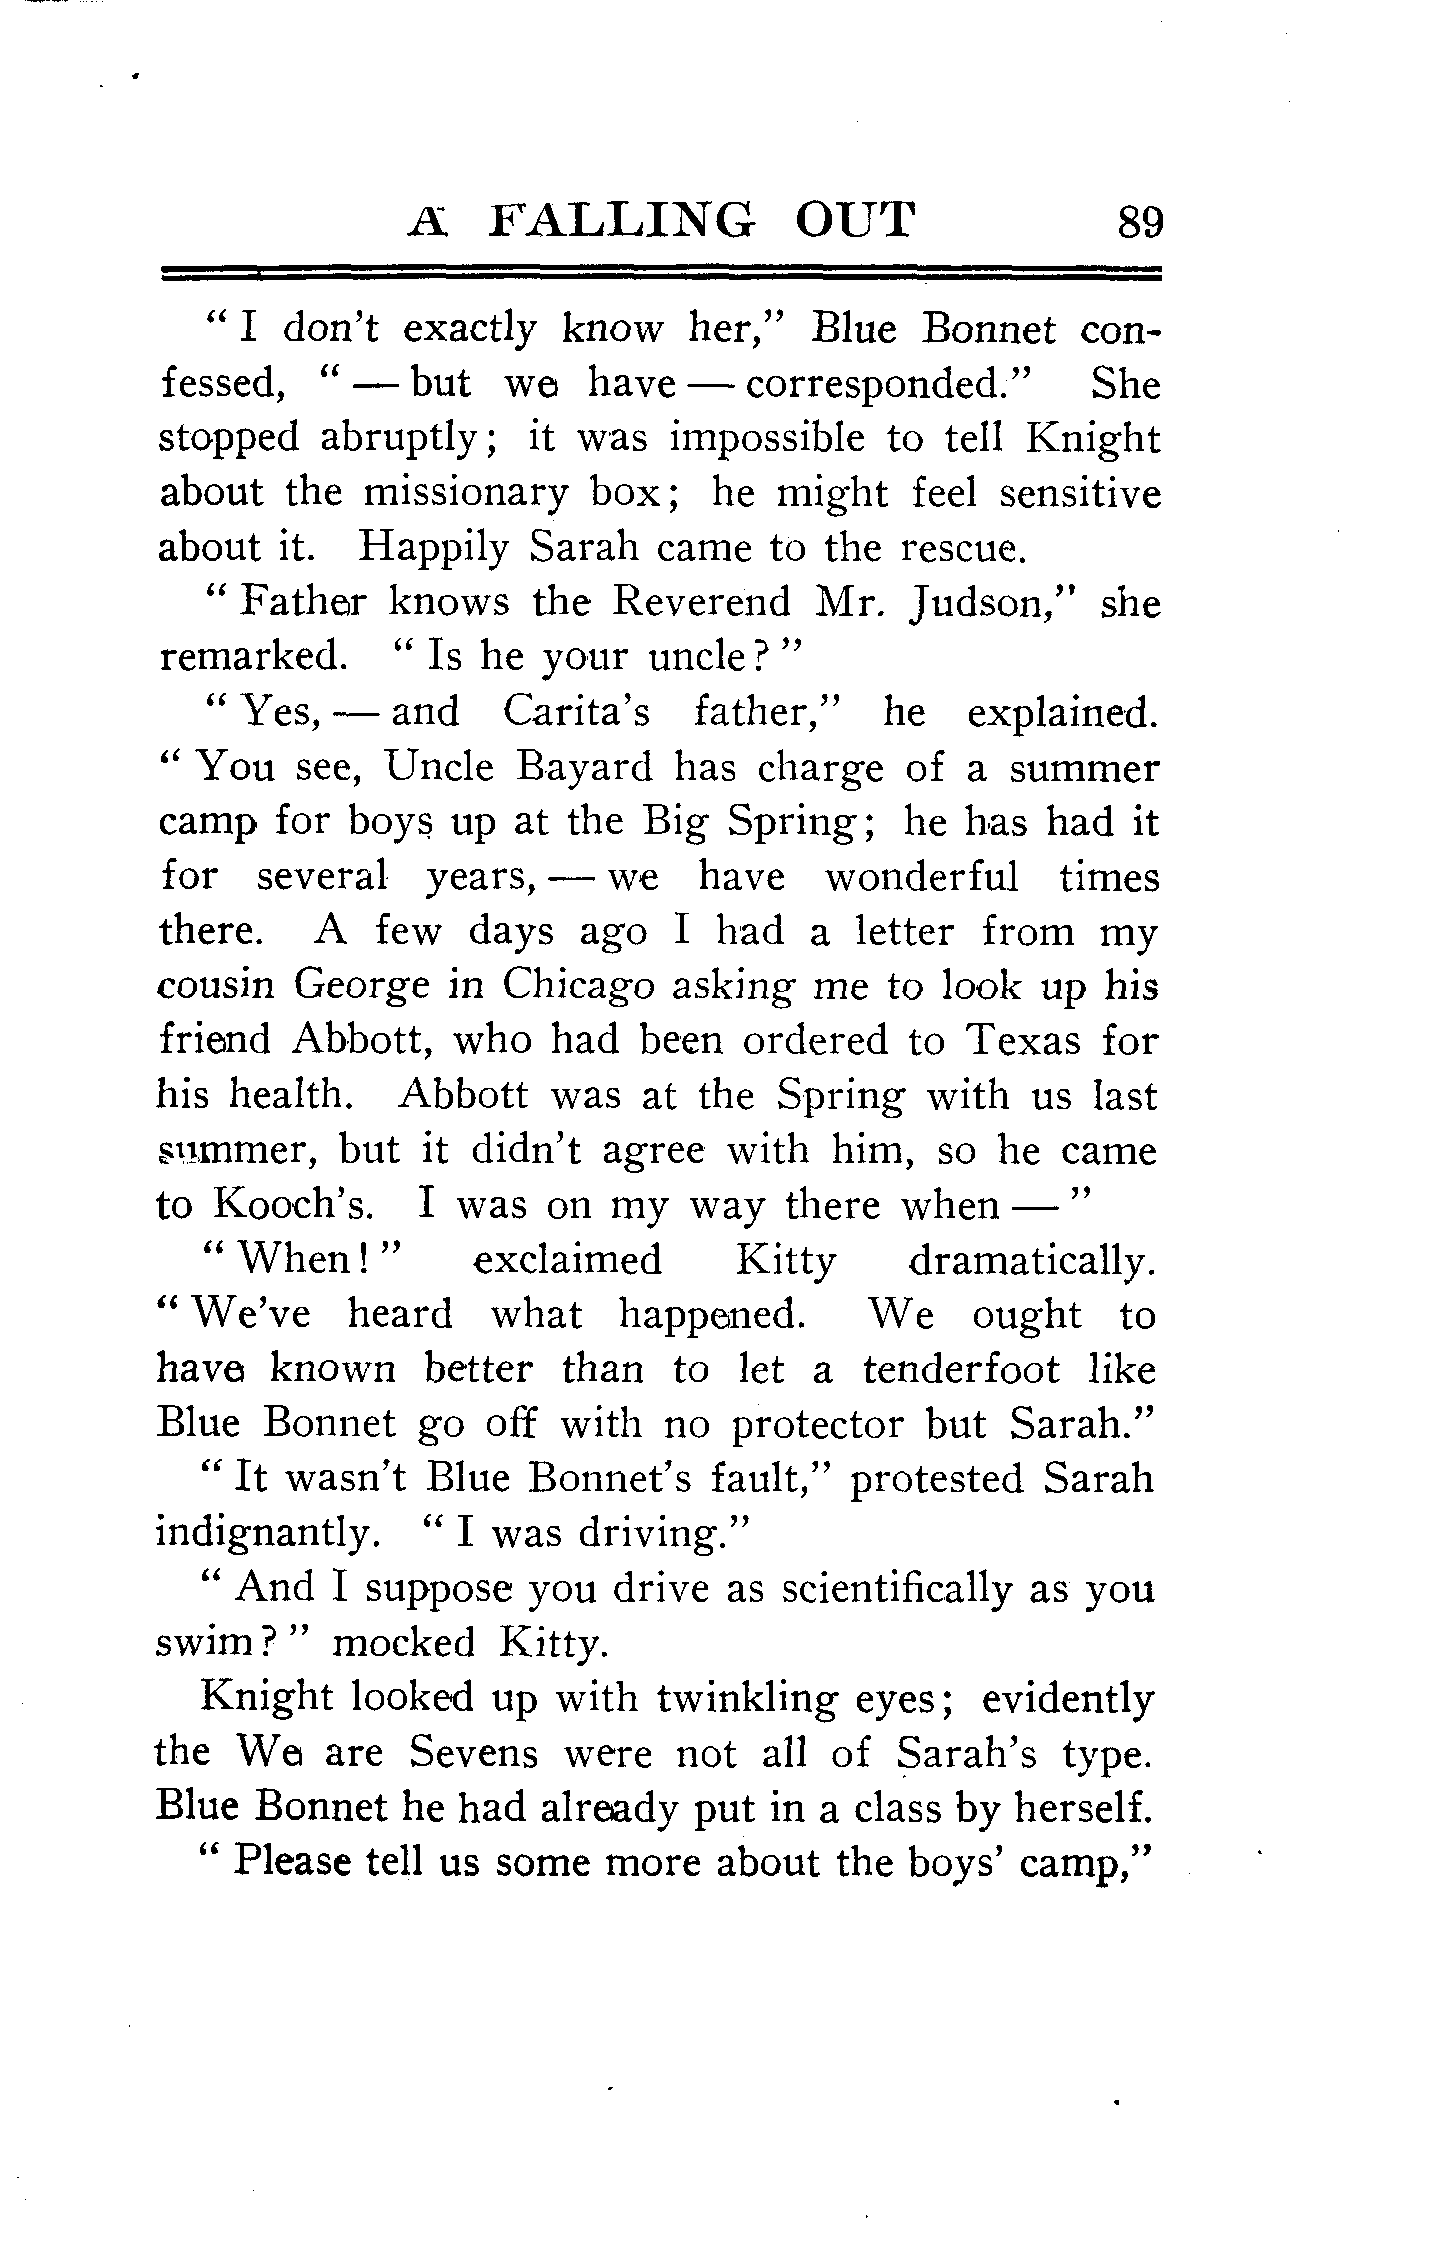 A FALLING OUT 89
" I don't exactly know her," Blue Bonnet con-
fessed, " — but we have — corresponded." She
stopped abruptly; it was impossible to tell Knight
about the missionary box; he might feel sensitive
about it. Happily Sarah came to the rescue.
" Father knows the Reverend Mr. Judson," she
remarked. " Is he your uncle? "
" Yes, — and Carita's father," he explained.
" You see, Uncle Bayard has charge of a summer
camp for boys up at the Big Spring; he has had it
for several years, — we have wonderful times
there. A few days ago I had a letter from my
cousin George in Chicago asking me to look up his
friend Abbott, who had been ordered to Texas for
his health. Abbott was at the Spring with us last
summer, but it didn't agree with him, so he came
to Kooch's. I was on my way there when — "
" When! " exclaimed Kitty dramatically.
" We've heard what happened. We ought to
have known better than to let a tenderfoot like
Blue Bonnet go off with no protector but Sarah."
" It wasn't Blue Bonnet's fault," protested Sarah
indignantly. " I was driving."
" And I suppose you drive as scientifically as you
swim? " mocked Kitty.
Knight looked up with twinkling eyes; evidently
the We are Sevens were not all of Sarah's type.
Blue Bonnet he had already put in a class by herself.
" Please tell us some more about the boys' camp,"